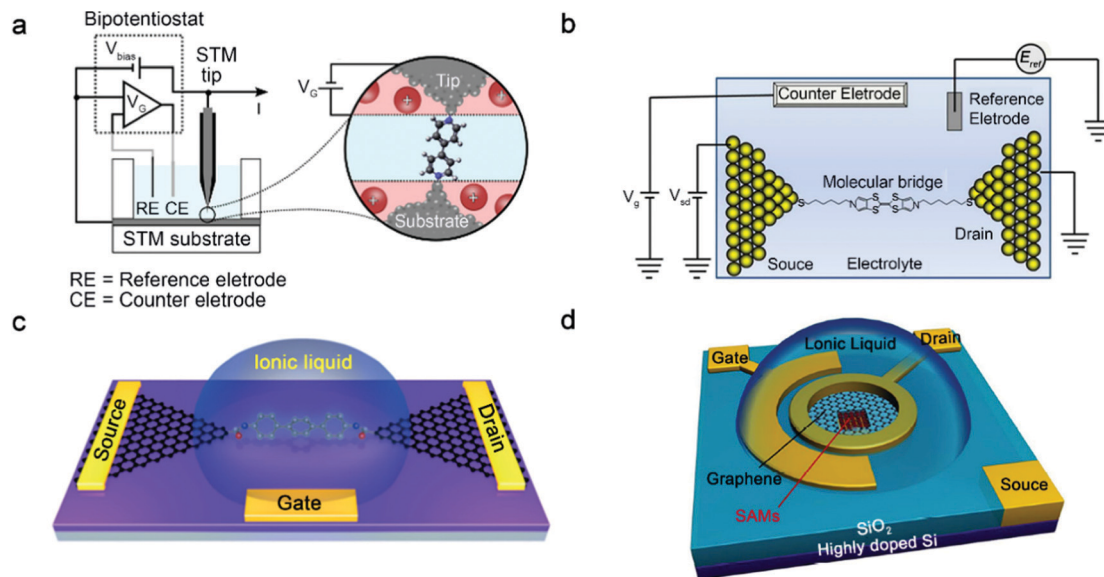 a
Bipotentiostat
V_bias
STM
tip
V_G
I
RE
CE
STM substrate
RE = Reference eletrode
CE = Counter eletrode
V_G
Tip
+
+
+
+
Substrate
b
E_ref
Counter Eletrode
Reference
Eletrode
V_g
V_sd
Molecular bridge
S
N
S
S
S
S
N
S
Drain
Souce
Electrolyte
c
Ionic liquid
Source
Drain
Gate
d
Gate
Ionic Liquid
Drain
Graphene
SAMs
Souce
SiO₂
Highly doped Si